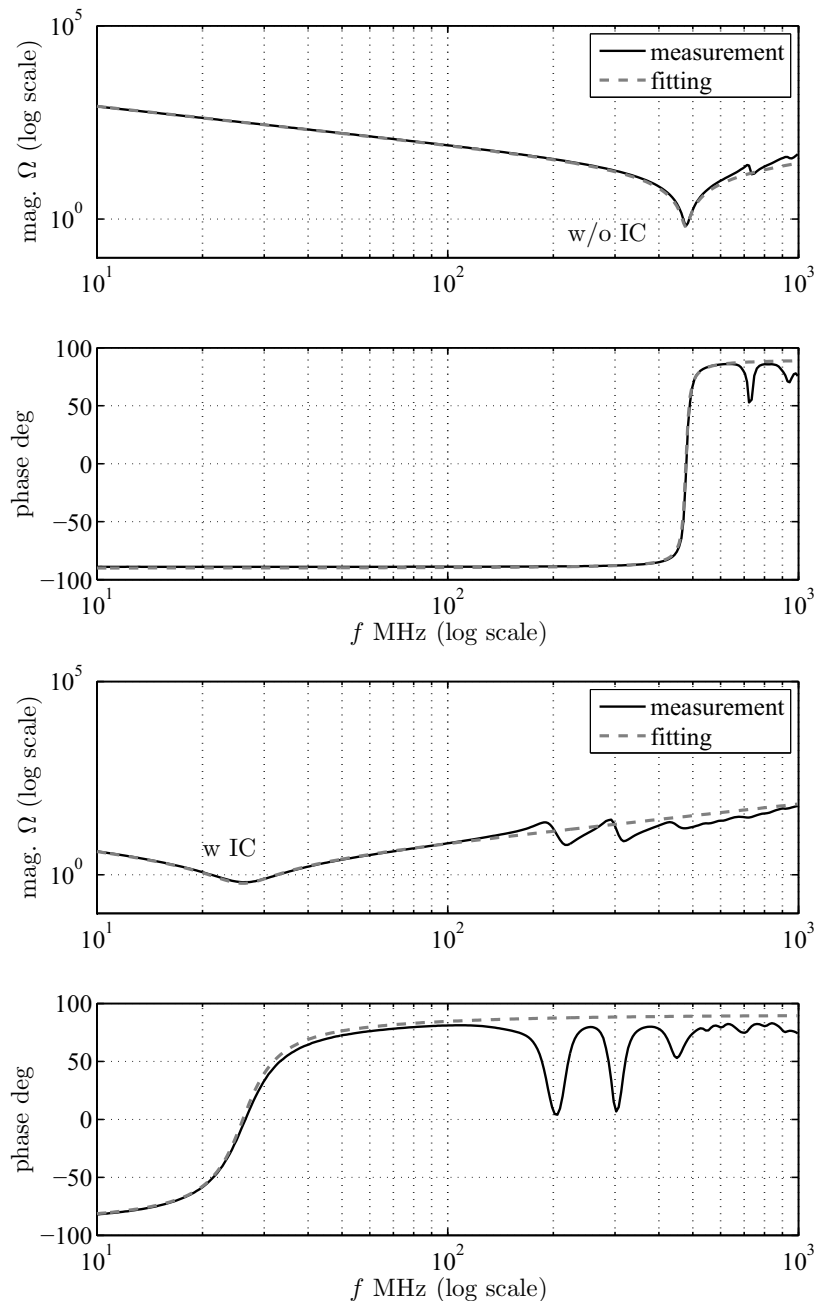 10^5
measurement
fitting
mag. Ω (log scale)
10^0
w/o IC
10^1 10^2 10^3
100
50
0
−50
−100
phase deg
10^1 10^2 10^3
f MHz (log scale)
10^5
measurement
fitting
mag. Ω (log scale)
w IC
10^0
10^1 10^2 10^3
100
50
0
−50
−100
phase deg
10^1 10^2 10^3
f MHz (log scale)